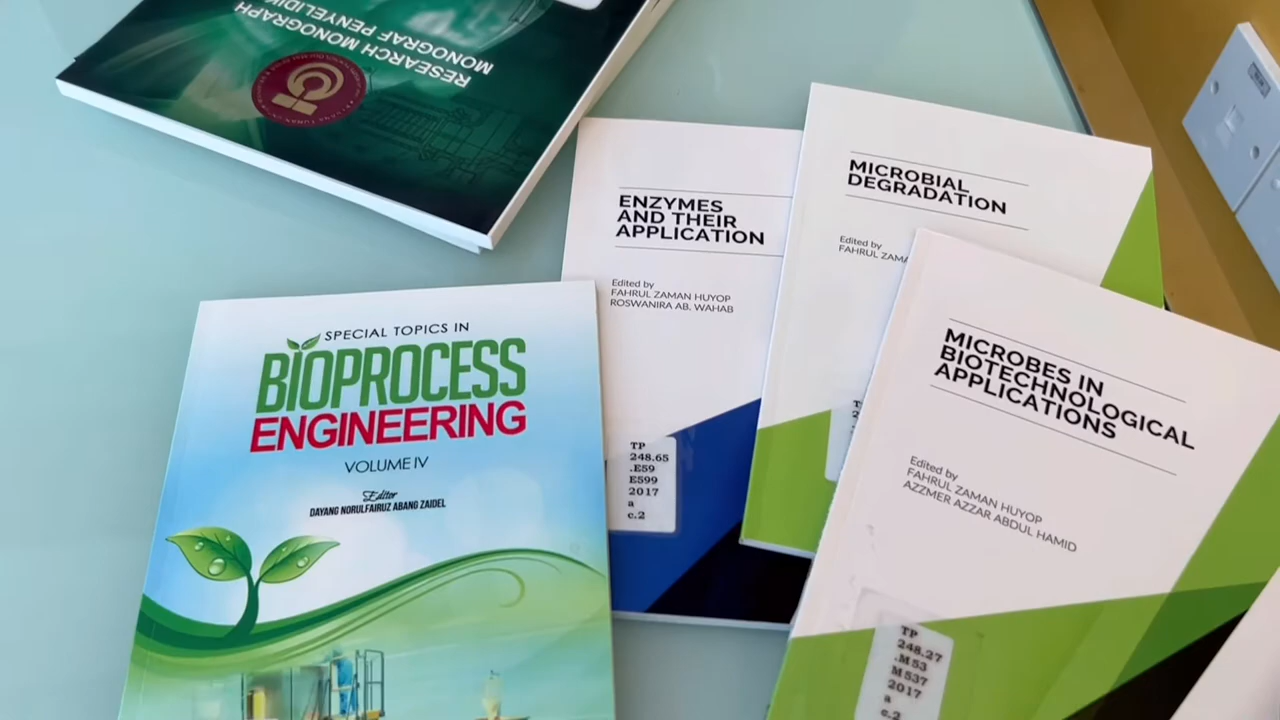 RESEARCH MONOGRAPH
MONOGRAF PENYELIDIK
SPECIAL TOPICS IN
BIOPROCESS
ENGINEERING
VOLUME IV
Editor
DAYANG NORULFAIRUZ ABANG ZAIDEL
ENZYMES
AND THEIR
APPLICATION
Edited by
FAHRUL ZAMAN HUYOP
ROSWANIRA AB. WAHAB
TP
248.65
.E59
E599
2017
a
c.2
MICROBIAL
DEGRADATION
Edited by
FAHRUL ZAMA
MICROBES IN
BIOTECHNOLOGICAL
APPLICATIONS
Edited by
FAHRUL ZAMAN HUYOP
AZZMER AZZAR ABDUL HAMID
TP
248.27
.M53
M537
2017
a
c.2